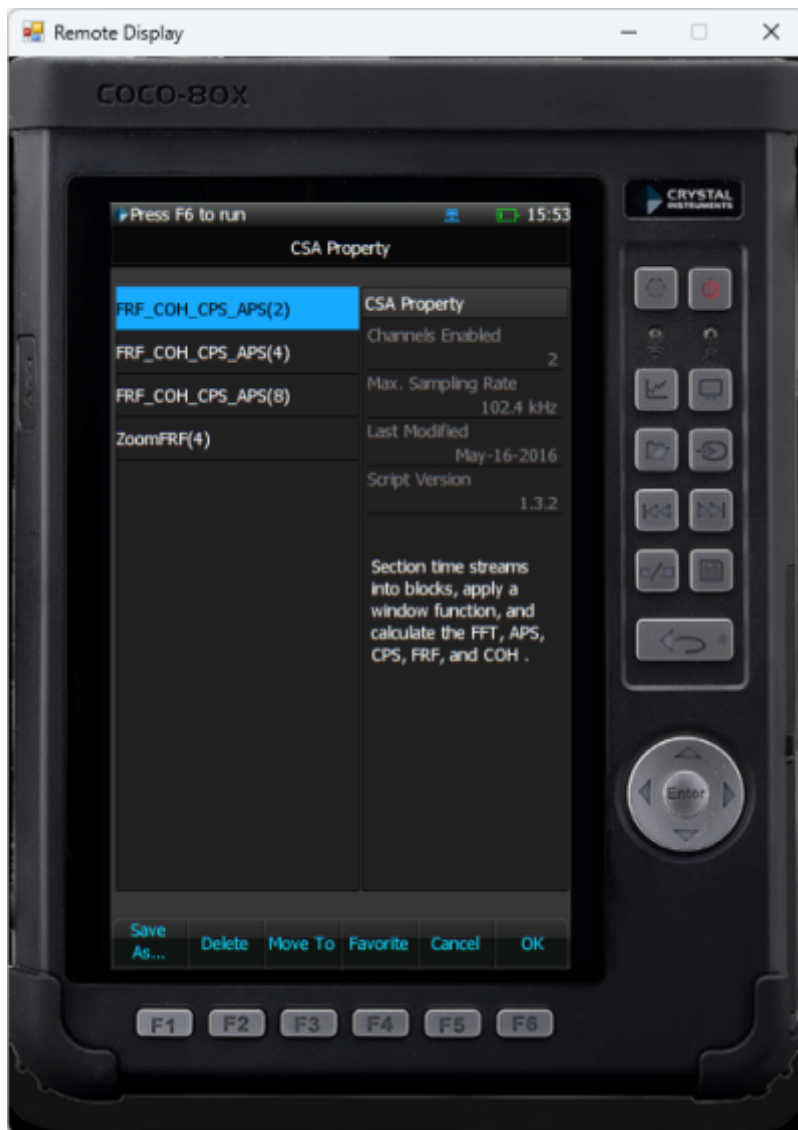 Remote Display
COCO-80X
CRYSTAL
INSTRUMENTS
Press F6 to run
15:53
CSA Property
FRF_COH_CPS_APS(2)
FRF_COH_CPS_APS(4)
FRF_COH_CPS_APS(8)
ZoomFRF(4)
CSA Property
Channels Enabled
2
Max. Sampling Rate
102.4 kHz
Last Modified
May-16-2016
Script Version
1.3.2
Section time streams
into blocks, apply a
window function, and
calculate the FFT, APS,
CPS, FRF, and COH .
Enter
Save
As...
Delete Move To Favorite Cancel OK
F1 F2 F3 F4 F5 F6